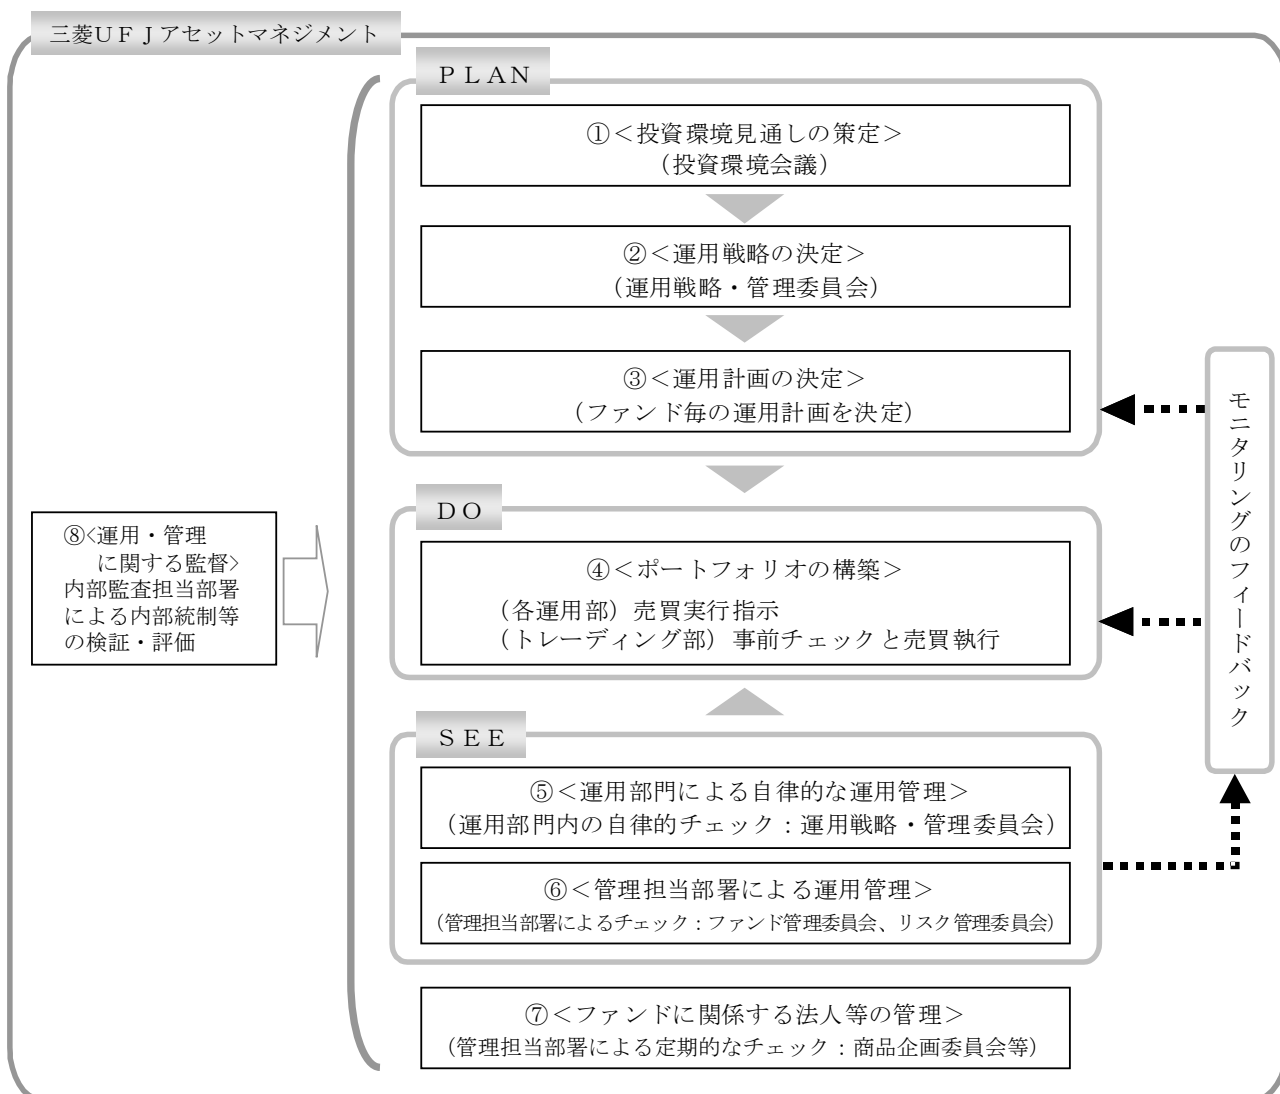 三菱ＵＦＪアセットマネジメント
ＰＬＡＮ
①＜投資環境見通しの策定＞
（投資環境会議）
②＜運用戦略の決定＞
（運用戦略・管理委員会）
③＜運用計画の決定＞
（ファンド毎の運用計画を決定）
ＤＯ
④＜ポートフォリオの構築＞
（各運用部）売買実行指示
（トレーディング部）事前チェックと売買執行
ＳＥＥ
⑤＜運用部門による自律的な運用管理＞
（運用部門内の自律的チェック：運用戦略・管理委員会）
⑥＜管理担当部署による運用管理＞
（管理担当部署によるチェック：ファンド管理委員会、リスク管理委員会）
⑦＜ファンドに関係する法人等の管理＞
（管理担当部署による定期的なチェック：商品企画委員会等）
⑧<運用・管理
に関する監督>
内部監査担当部署
による内部統制等
の検証・評価
モニタリングのフィードバック